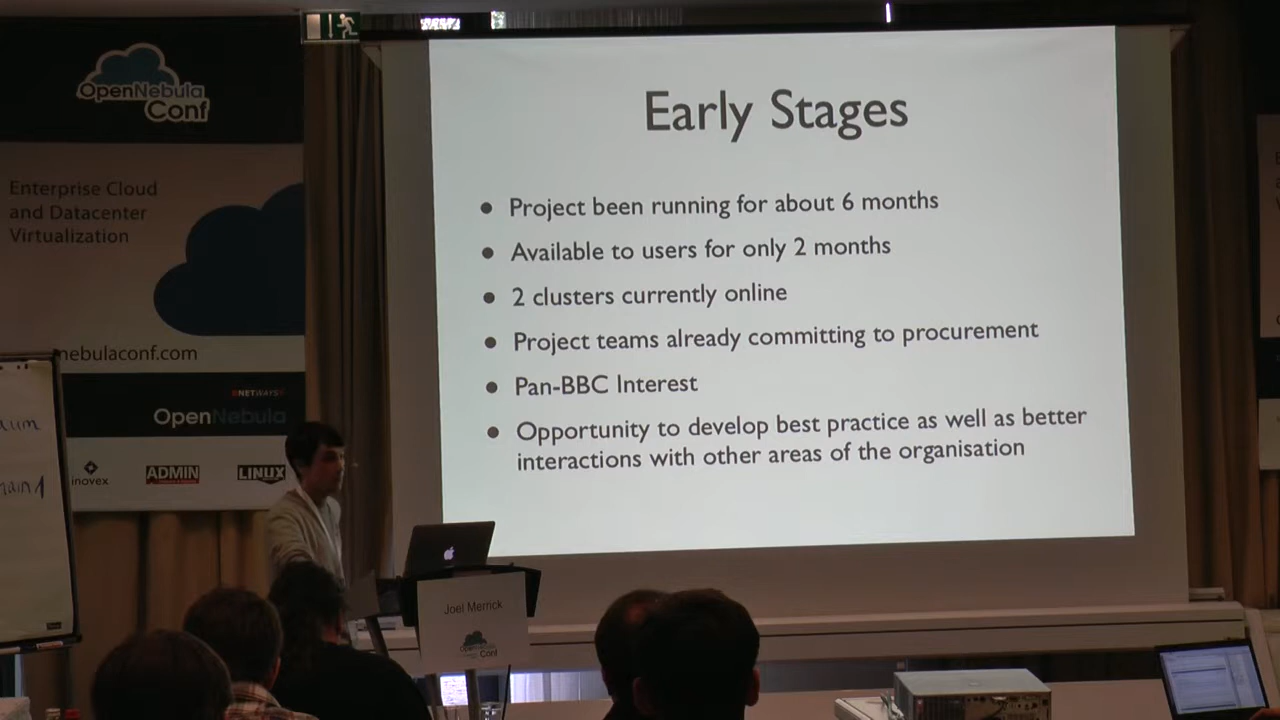 OpenNebula
Conf
Enterprise Cloud
and Datacenter
Virtualization
nebulaconf.com
NETWAYS
OpenNebula
inovex
ADMIN
LINUX
Early Stages
• Project been running for about 6 months
• Available to users for only 2 months
• 2 clusters currently online
• Project teams already committing to procurement
• Pan-BBC Interest
• Opportunity to develop best practice as well as better
interactions with other areas of the organisation
Joel Merrick
OpenNebula
Conf